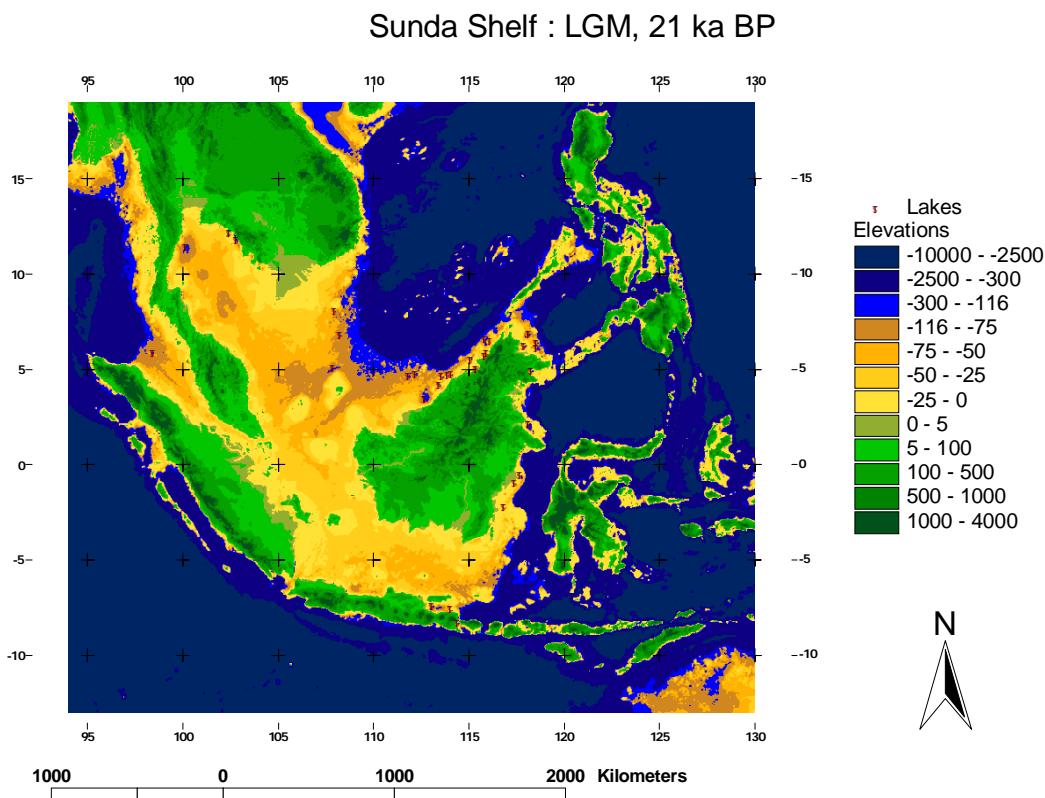 Sunda Shelf : LGM, 21 ka BP
95 100 105 110 115 120 125 130
15 15
10 10
5 5
0 0
-5 -5
-10 -10
95 100 105 110 115 120 125 130
Lakes
Elevations
-10000 - -2500
-2500 - -300
-300 - -116
-116 - -75
-75 - -50
-50 - -25
-25 - 0
0 - 5
5 - 100
100 - 500
500 - 1000
1000 - 4000
N
1000 0 1000 2000 Kilometers